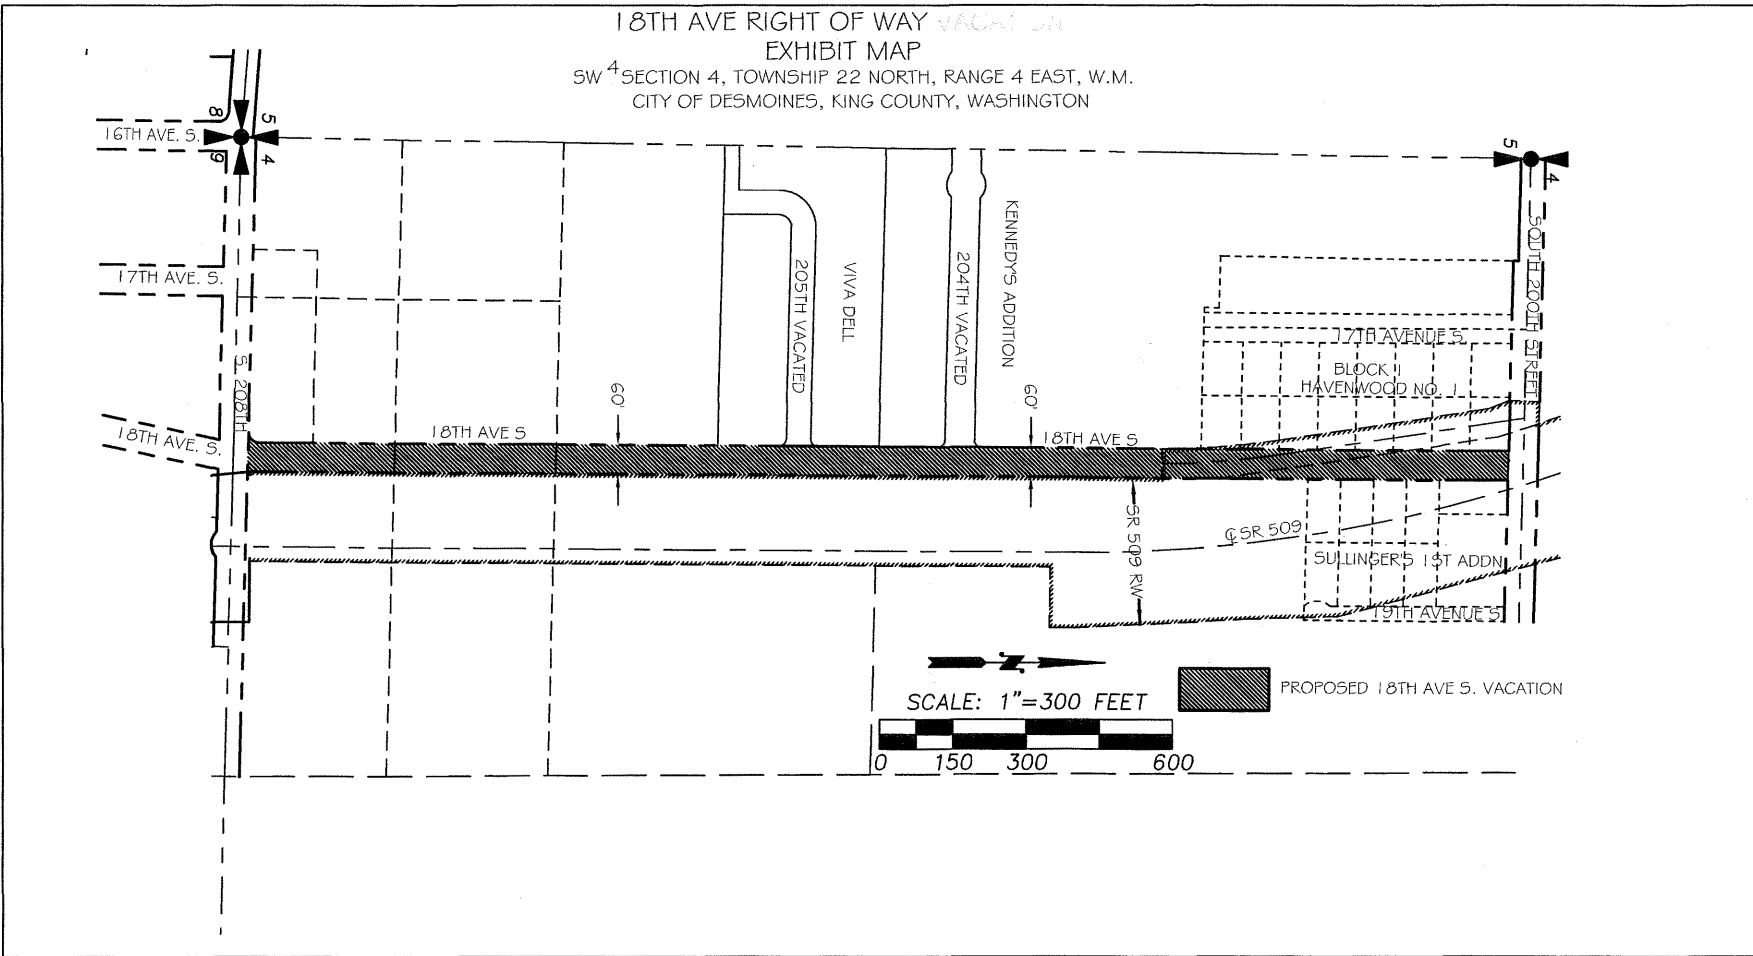 18TH AVE RIGHT OF WAY VACATION
EXHIBIT MAP
SW 4 SECTION 4, TOWNSHIP 22 NORTH, RANGE 4 EAST, W.M.
CITY OF DESMOINES, KING COUNTY, WASHINGTON
8
5
16TH AVE. S.
9
4
5
4
17TH AVE. S.
S. 208TH
18TH AVE. S.
205TH VACATED
VIVA DELL
204TH VACATED
KENNEDY'S ADDITION
SOUTH 200TH STREET
17TH AVENUE S.
BLOCK 1
HAVENWOOD NO. 1
60'
60'
18TH AVE S
18TH AVE S
SR 509 RW
℄ SR 509
SULLINGER'S 1ST ADDN
19TH AVENUE S
N
SCALE: 1"=300 FEET
0 150 300 600
PROPOSED 18TH AVE S. VACATION